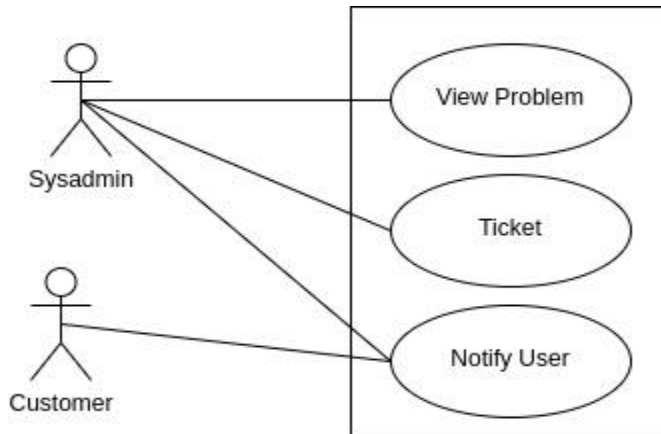 View Problem
Sysadmin
Ticket
Notify User
Customer